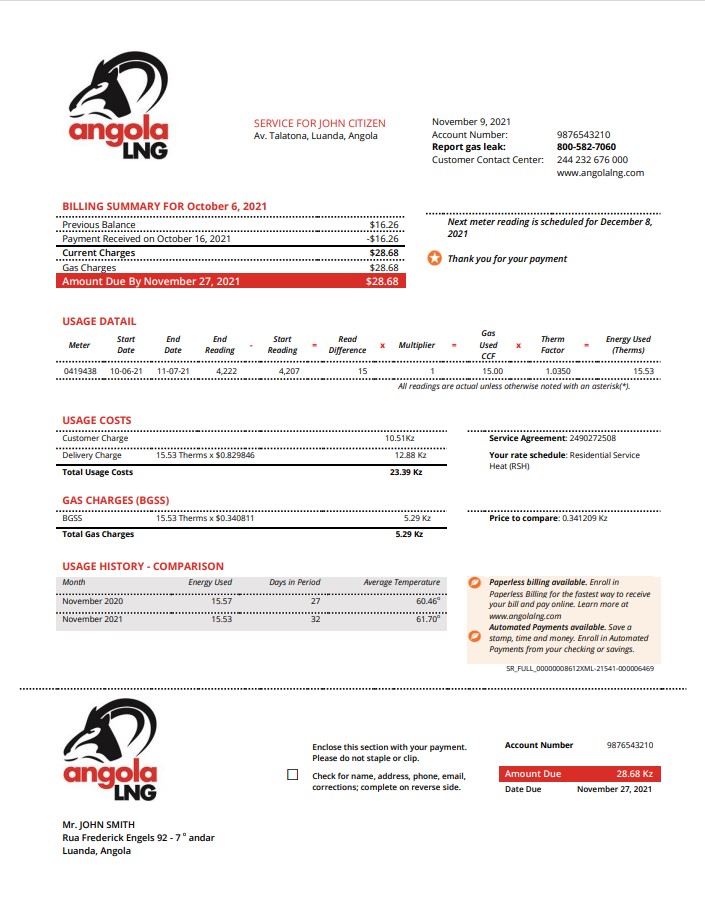 angola
LNG
SERVICE FOR JOHN CITIZEN
Av. Talatona, Luanda, Angola
November 9, 2021
Account Number: 9876543210
Report gas leak: 800-582-7060
Customer Contact Center: 244 232 676 000
www.angolalng.com
BILLING SUMMARY FOR October 6, 2021
Previous Balance $16.26
Payment Received on October 16, 2021 -$16.26
Current Charges $28.68
Gas Charges $28.68
Amount Due By November 27, 2021 $28.68
Next meter reading is scheduled for December 8,
2021
Thank you for your payment
USAGE DATAIL
Meter Start Date End Date End Reading - Start Reading = Read Difference x Multiplier = Gas Used CCF x Therm Factor = Energy Used (Therms)
0419438 10-06-21 11-07-21 4,222 4,207 15 1 15.00 1.0350 15.53
All readings are actual unless otherwise noted with an asterisk(*).
USAGE COSTS
Customer Charge 10.51Kz
Delivery Charge 15.53 Therms x $0.829846 12.88 Kz
Total Usage Costs 23.39 Kz
Service Agreement: 2490272508
Your rate schedule: Residential Service
Heat (RSH)
GAS CHARGES (BGSS)
BGSS 15.53 Therms x $0.340811 5.29 Kz
Total Gas Charges 5.29 Kz
Price to compare: 0.341209 Kz
USAGE HISTORY - COMPARISON
Month Energy Used Days in Period Average Temperature
November 2020 15.57 27 60.46°
November 2021 15.53 32 61.70°
Paperless billing available. Enroll in
Paperless Billing for the fastest way to receive
your bill and pay online. Learn more at
www.angolalng.com
Automated Payments available. Save a
stamp, time and money. Enroll in Automated
Payments from your checking or savings.
SR_FULL_00000008612XML-21541-000006469
angola
LNG
Enclose this section with your payment.
Please do not staple or clip.
Check for name, address, phone, email,
corrections; complete on reverse side.
Account Number 9876543210
Amount Due 28.68 Kz
Date Due November 27, 2021
Mr. JOHN SMITH
Rua Frederick Engels 92 - 7 º andar
Luanda, Angola